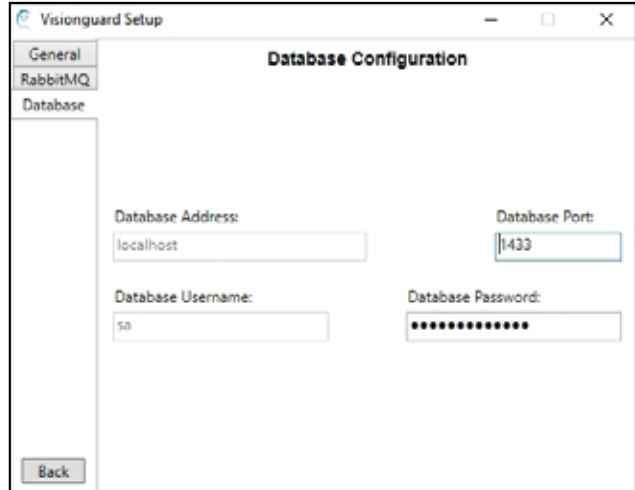 Visionguard Setup
General
RabbitMQ
Database
Database Configuration
Database Address:
Database Port:
localhost
1433
Database Username:
Database Password:
sa
•••••••••••••
Back